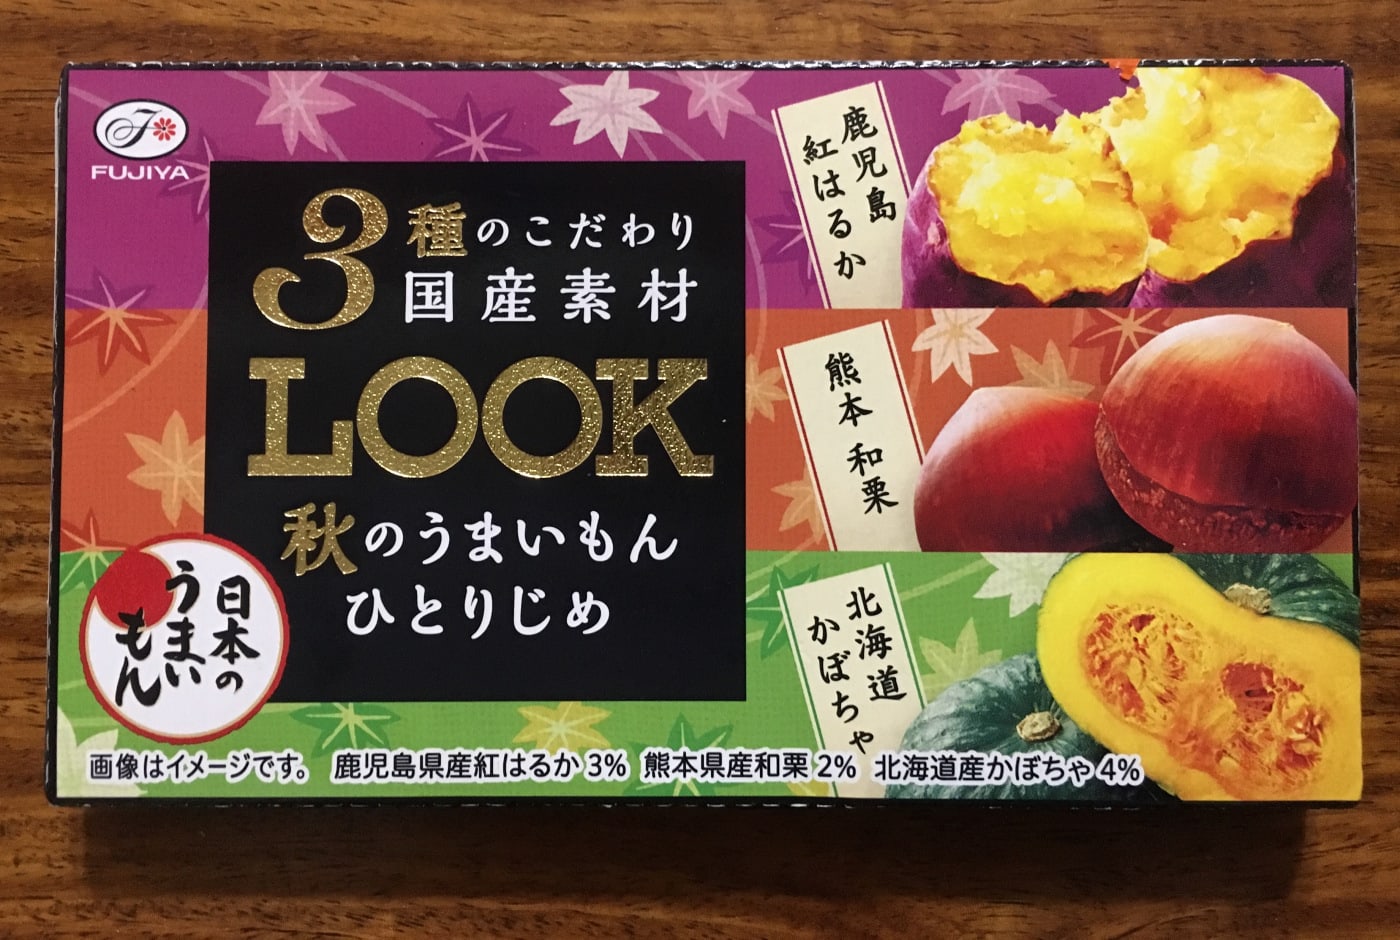 FUJIYA
3種のこだわり
国産素材
LOOK
秋のうまいもん
ひとりじめ
鹿児島
紅はるか
熊本
和栗
北海道
かぼちゃ
日本の
うまい
もん
画像はイメージです。 鹿児島県産紅はるか3% 熊本県産和栗2% 北海道産かぼちゃ4%